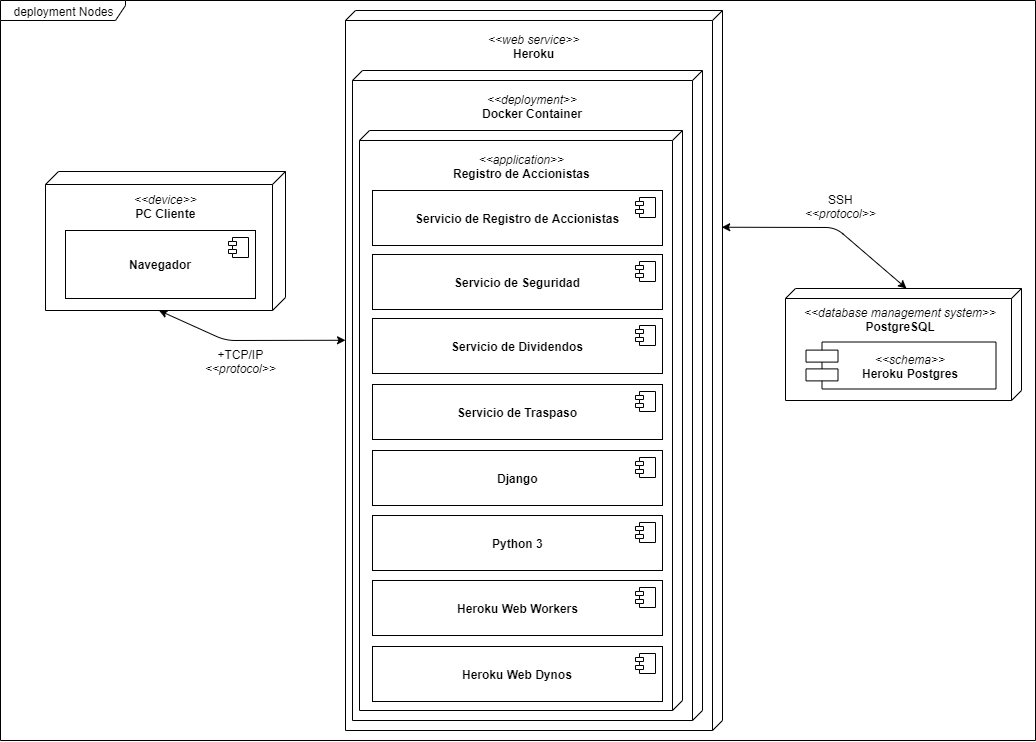 deployment Nodes
<<web service>>
Heroku
<<deployment>>
Docker Container
<<application>>
Registro de Accionistas
Servicio de Registro de Accionistas
Servicio de Seguridad
Servicio de Dividendos
Servicio de Traspaso
Django
Python 3
Heroku Web Workers
Heroku Web Dynos
<<device>>
PC Cliente
Navegador
+TCP/IP
<<protocol>>
SSH
<<protocol>>
<<database management system>>
PostgreSQL
<<schema>>
Heroku Postgres